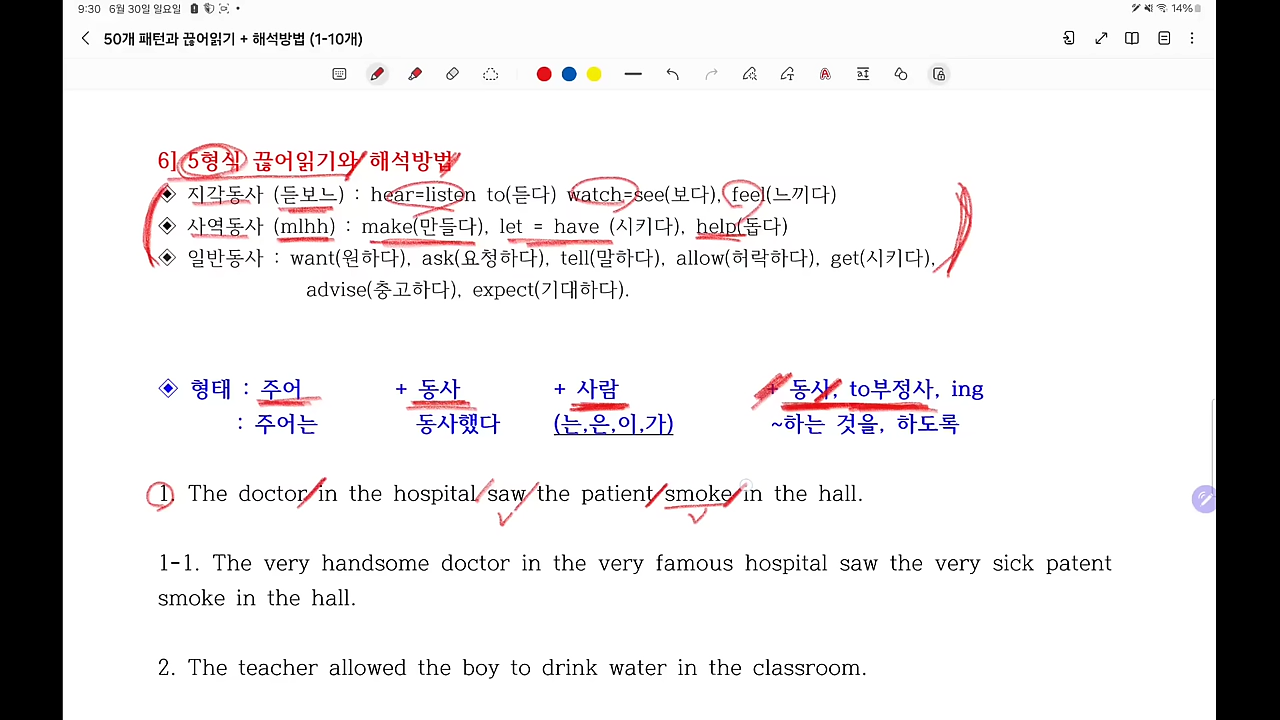 9:30 6월 30일 일요일
14%
50개 패턴과 끊어읽기 + 해석방법 (1-10개)
6] 5형식 끊어읽기와 해석방법
◈ 지각동사 (듣보느) : hear=listen to(듣다) watch=see(보다), feel(느끼다)
◈ 사역동사 (mlhh) : make(만들다), let = have (시키다), help(돕다)
◈ 일반동사 : want(원하다), ask(요청하다), tell(말하다), allow(허락하다), get(시키다),
advise(충고하다), expect(기대하다).
◈ 형태 : 주어 + 동사 + 사람 + 동사, to부정사, ing
: 주어는 동사했다 (는,은,이,가) ~하는 것을, 하도록
1. The doctor in the hospital saw the patient smoke in the hall.
1-1. The very handsome doctor in the very famous hospital saw the very sick patent
smoke in the hall.
2. The teacher allowed the boy to drink water in the classroom.